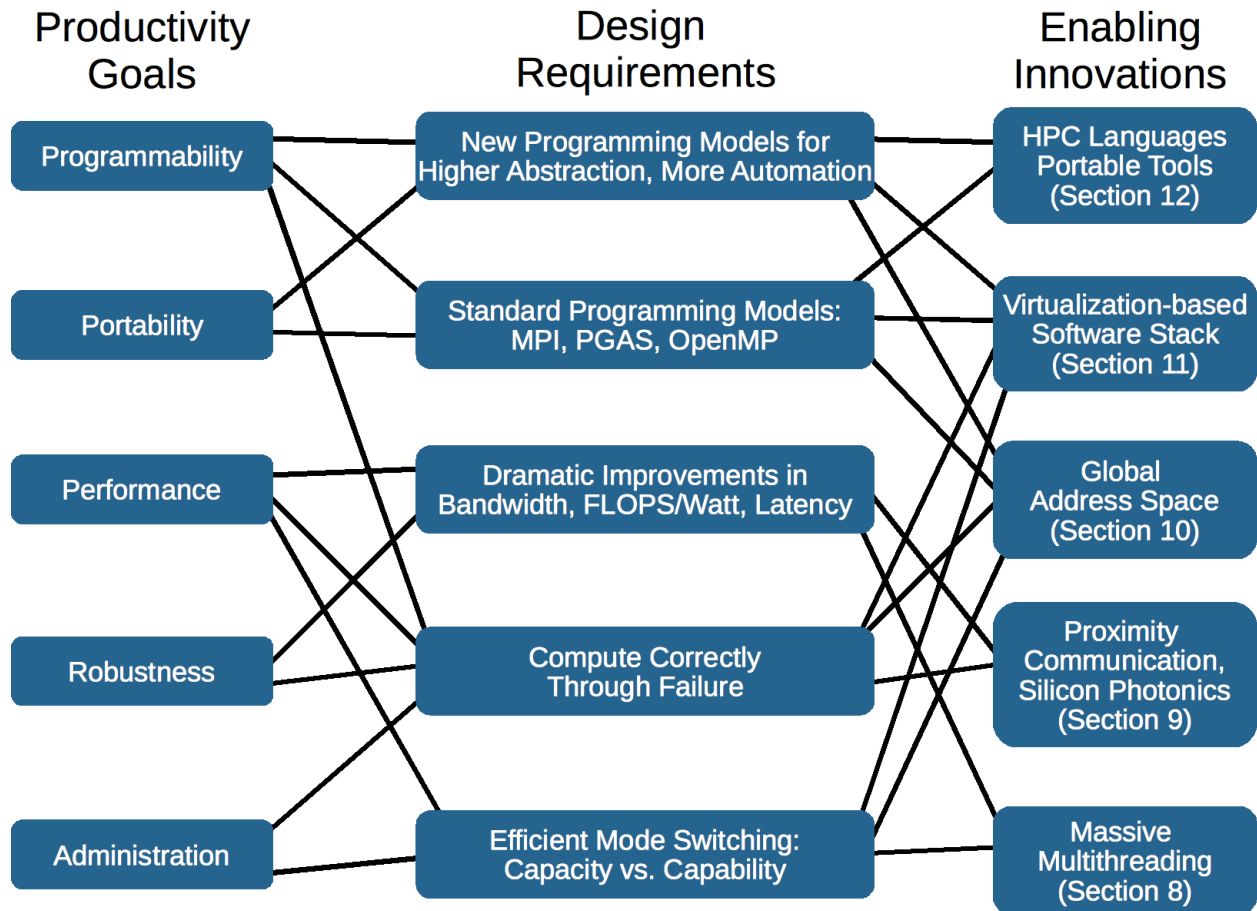 Productivity
Goals
Design
Requirements
Enabling
Innovations
Programmability
Portability
Performance
Robustness
Administration
New Programming Models for
Higher Abstraction, More Automation
Standard Programming Models:
MPI, PGAS, OpenMP
Dramatic Improvements in
Bandwidth, FLOPS/Watt, Latency
Compute Correctly
Through Failure
Efficient Mode Switching:
Capacity vs. Capability
HPC Languages
Portable Tools
(Section 12)
Virtualization-based
Software Stack
(Section 11)
Global
Address Space
(Section 10)
Proximity
Communication,
Silicon Photonics
(Section 9)
Massive
Multithreading
(Section 8)